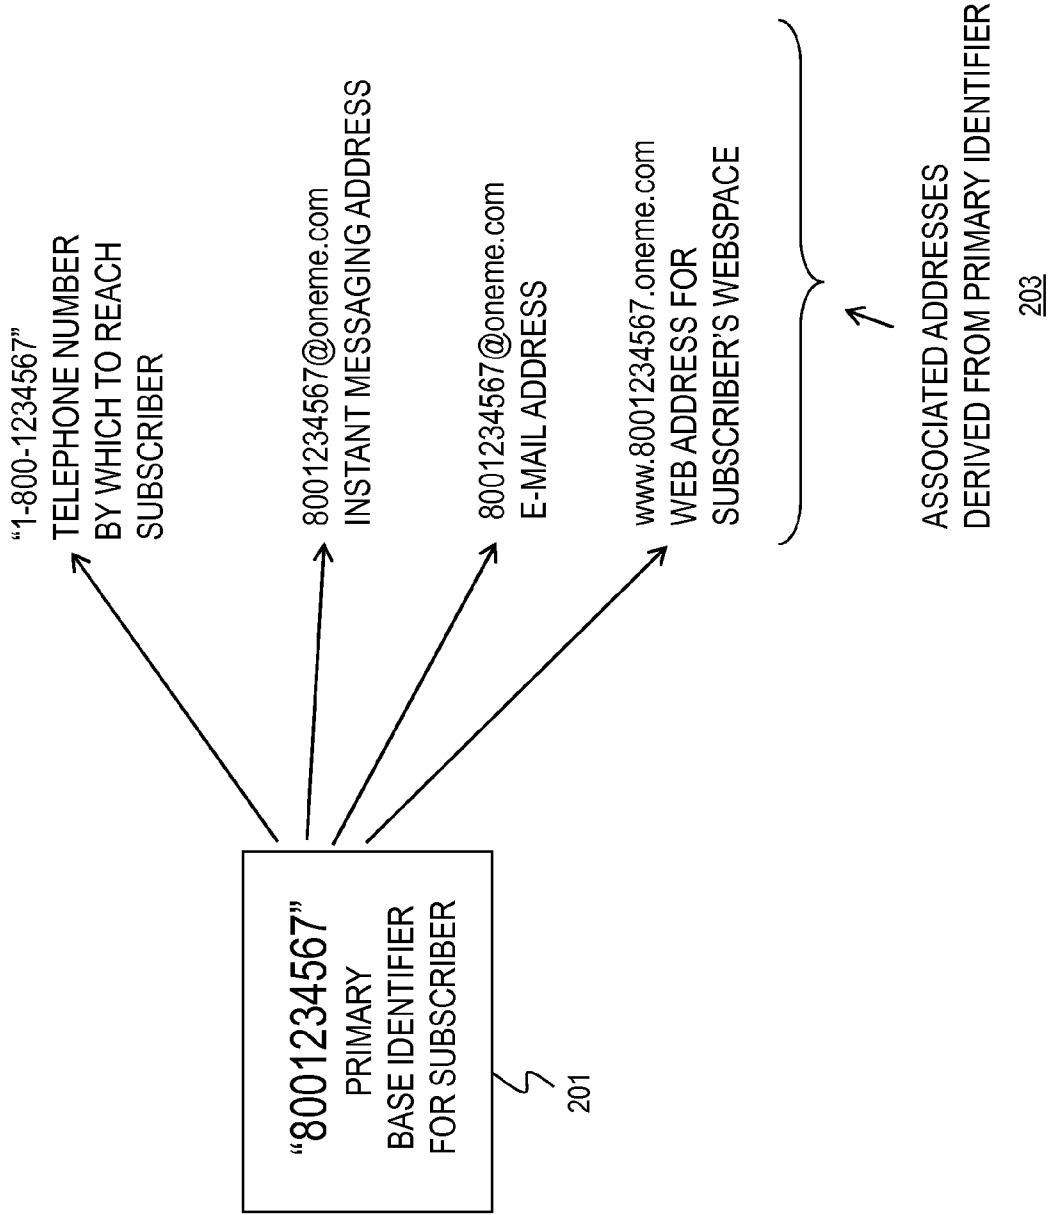 “8001234567”
PRIMARY
BASE IDENTIFIER
FOR SUBSCRIBER
201
“1-800-1234567”
TELEPHONE NUMBER
BY WHICH TO REACH
SUBSCRIBER
8001234567@oneme.com
INSTANT MESSAGING ADDRESS
8001234567@oneme.com
E-MAIL ADDRESS
www.8001234567.oneme.com
WEB ADDRESS FOR
SUBSCRIBER’S WEBSPACE
ASSOCIATED ADDRESSES
DERIVED FROM PRIMARY IDENTIFIER
203